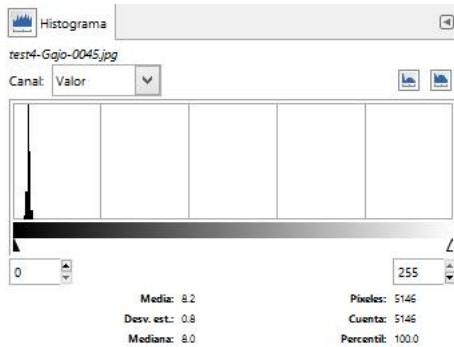 Histograma
test4-Gajo-0045.jpg
Canal: Valor
0 255
Media: 8.2 Píxeles: 5146
Desv. est.: 0.8 Cuenta: 5146
Mediana: 8.0 Percentil: 100.0